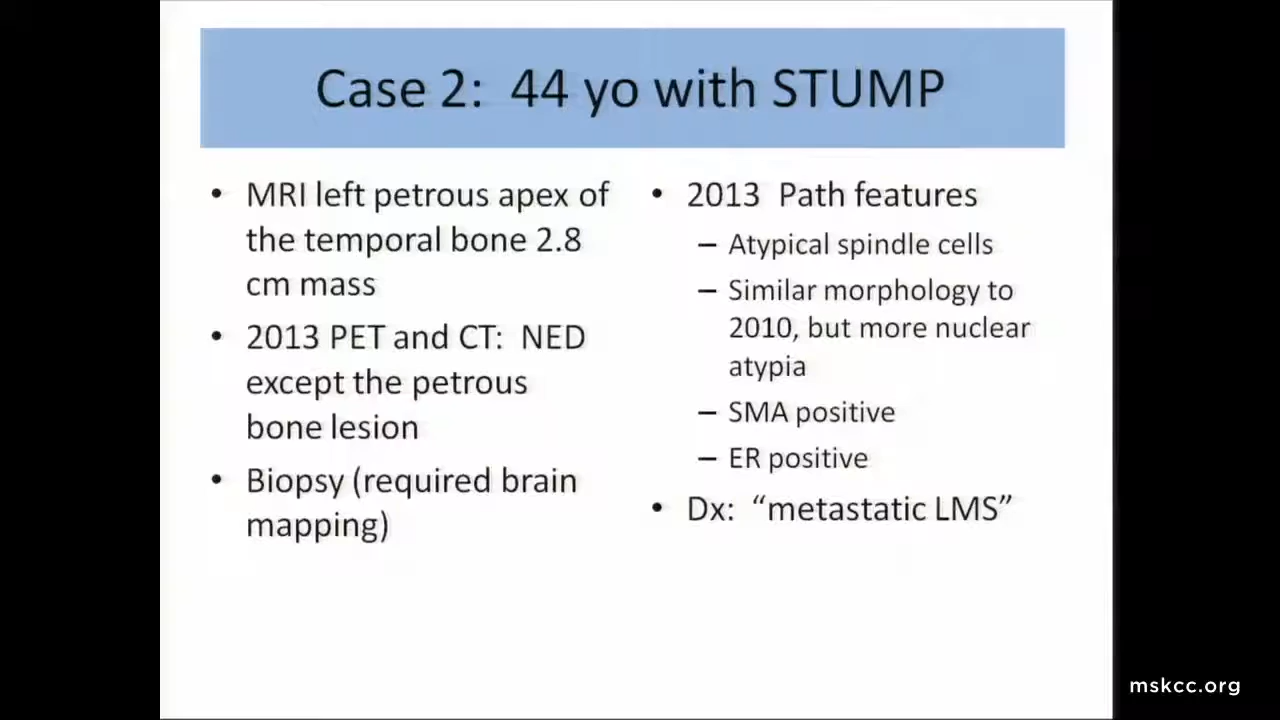 Case 2:  44 yo with STUMP
• MRI left petrous apex of
the temporal bone 2.8
cm mass
• 2013 PET and CT:  NED
except the petrous
bone lesion
• Biopsy (required brain
mapping)
• 2013  Path features
– Atypical spindle cells
– Similar morphology to
2010, but more nuclear
atypia
– SMA positive
– ER positive
• Dx:  “metastatic LMS”
mskcc.org